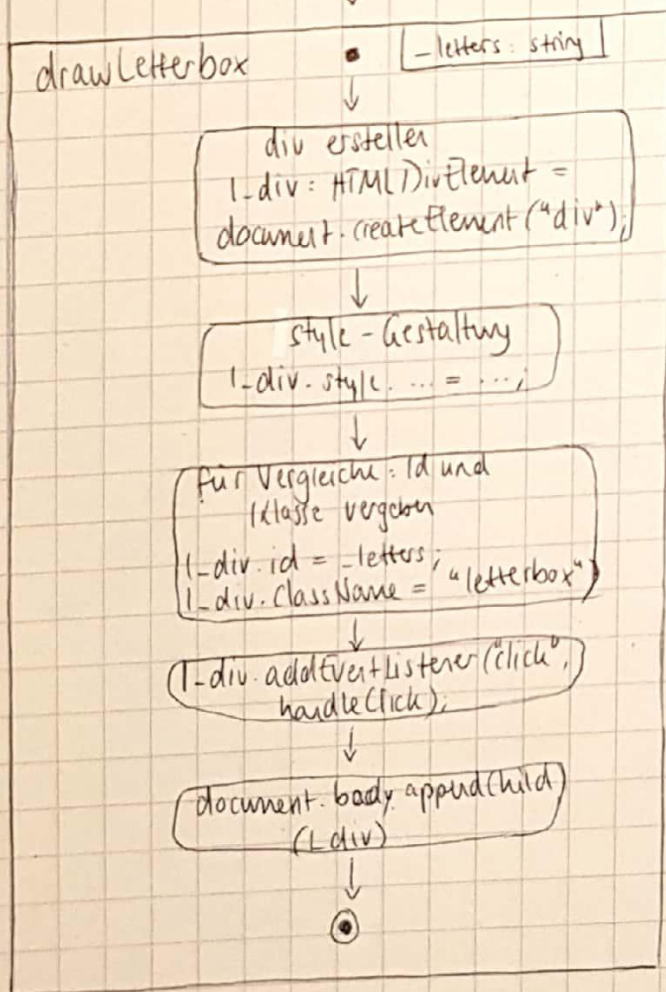 drawLetterbox
_letters: string
div ersteller
l_div: HTMLDivElement =
document.createElement("div");
style-Gestaltung
l_div.style. ... = ...;
für Vergleiche: Id und
Klasse vergeben
l_div.id = _letters;
l_div.ClassName = "letterbox"
l_div.addEventListener("click",
handleClick);
document.body.appendChild
(l_div)